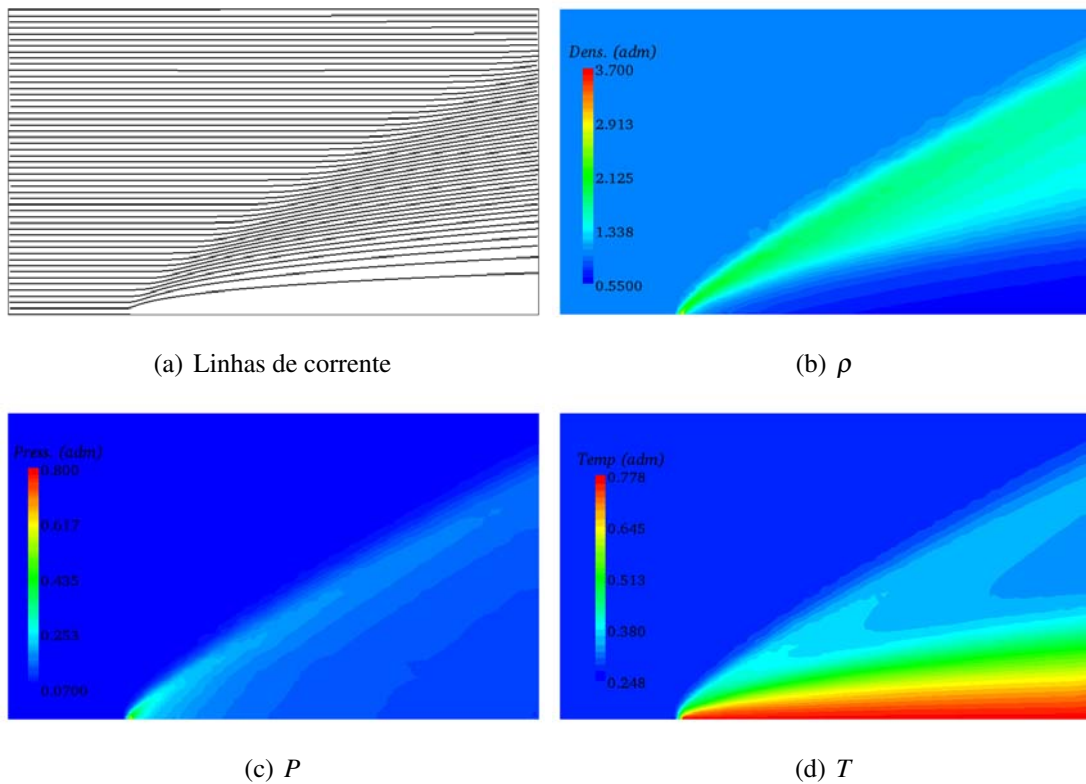 Dens. (adm)
3.700
2.913
2.125
1.338
0.5500
(a) Linhas de corrente
(b) ρ
Press. (adm)
0.800
0.617
0.435
0.253
0.0700
Temp (adm)
0.778
0.645
0.513
0.380
0.248
(c) P
(d) T